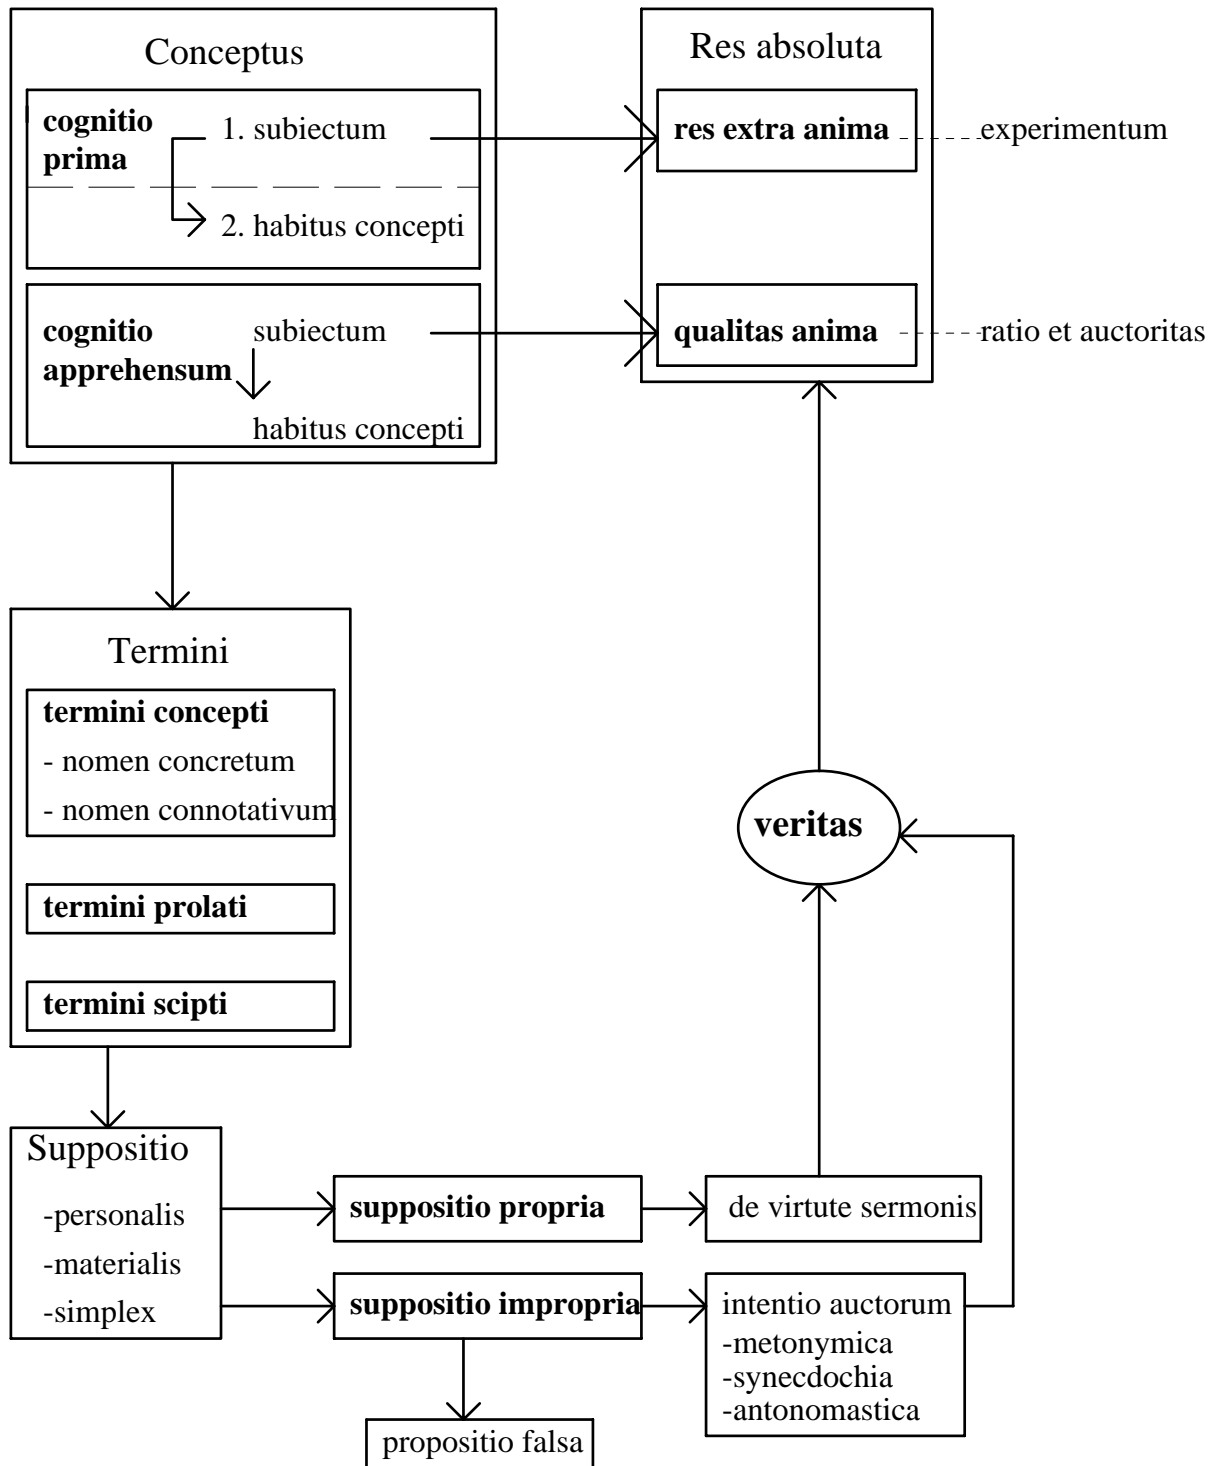 Conceptus
cognitio
prima
1. subiectum
2. habitus concepti
cognitio
apprehensum
subiectum
habitus concepti
Res absoluta
res extra anima
experimentum
qualitas anima
ratio et auctoritas
Termini
termini concepti
- nomen concretum
- nomen connotativum
termini prolati
termini scipti
veritas
Suppositio
-personalis
-materialis
-simplex
suppositio propria
de virtute sermonis
suppositio impropria
intentio auctorum
-metonymica
-synecdochia
-antonomastica
propositio falsa